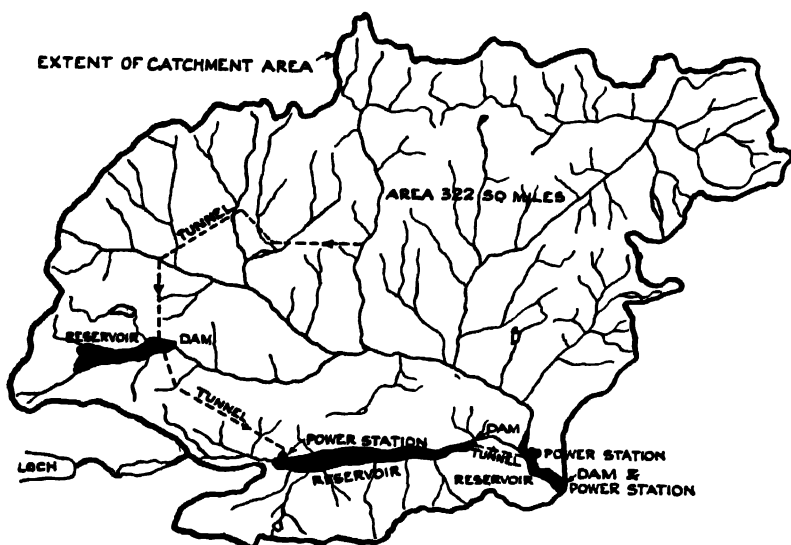 EXTENT OF CATCHMENT AREA
AREA 322 SQ MILES
TUNNEL
RESERVOIR
DAM
TUNNEL
DAM
POWER STATION
TUNNEL
POWER STATION
LOCH
RESERVOIR
RESERVOIR
DAM &
POWER STATION